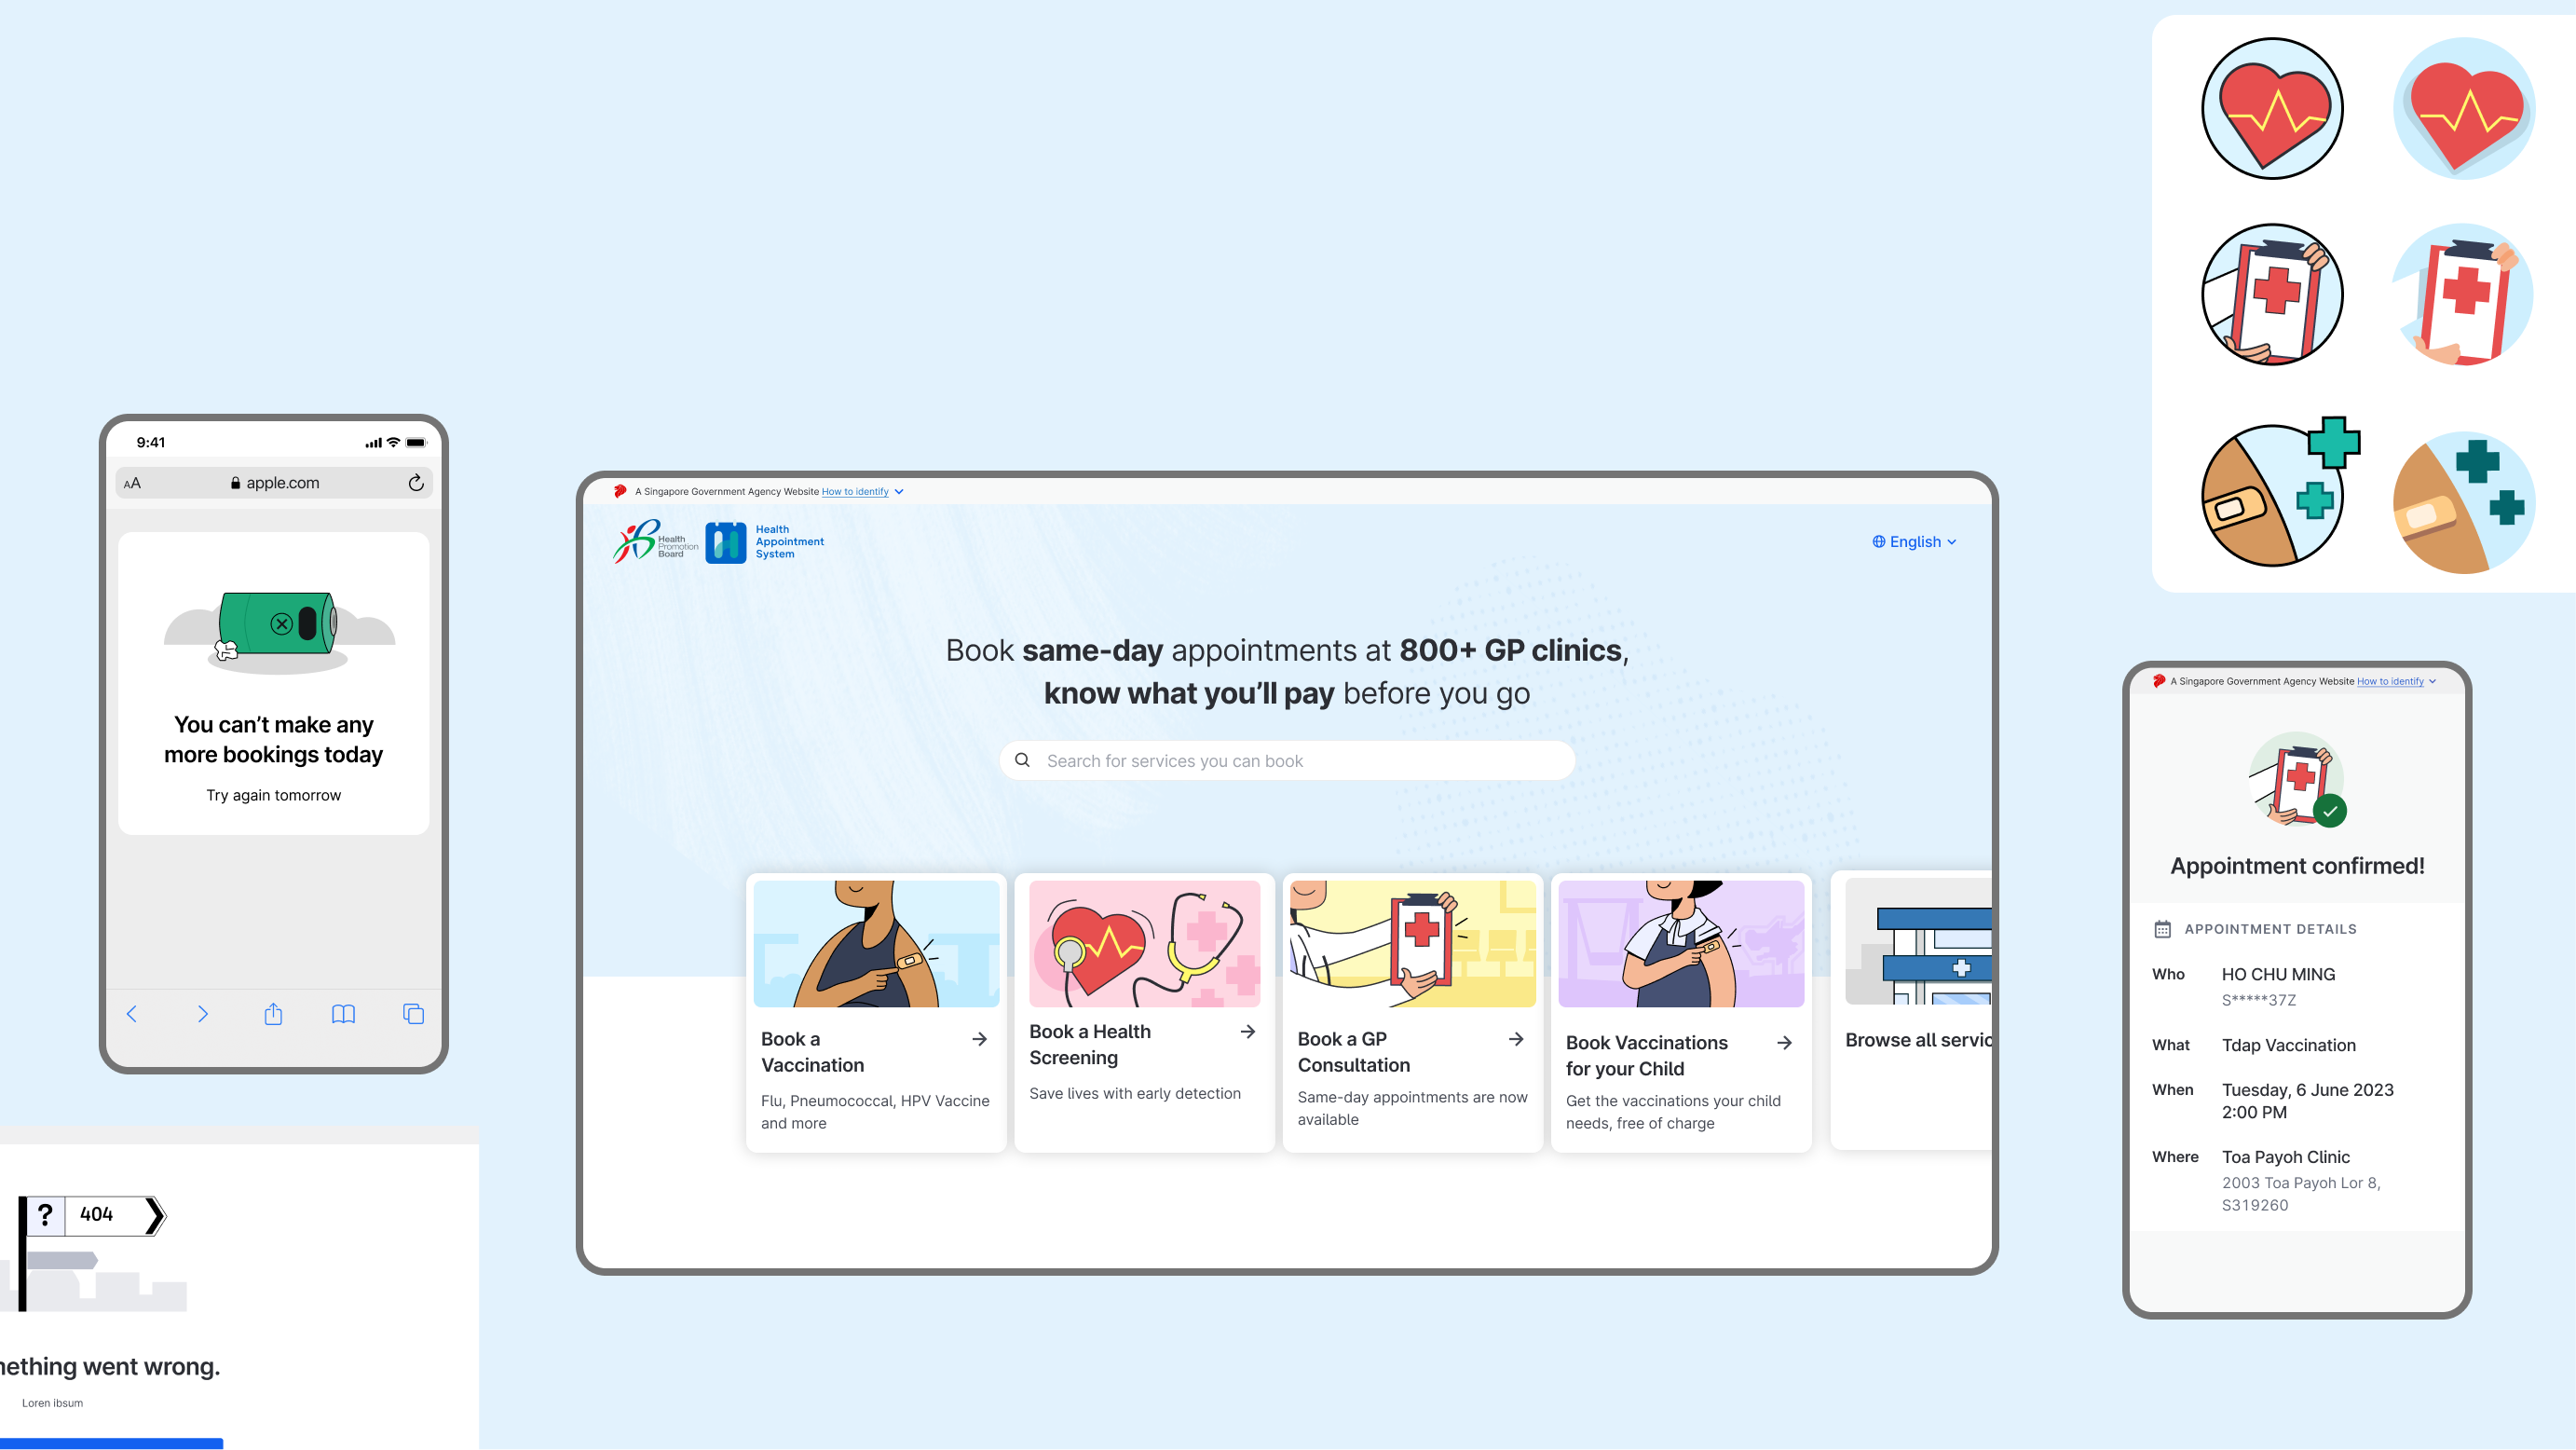 9:41
AA
apple.com
You can’t make any
more bookings today
Try again tomorrow
?
404
nething went wrong.
Loren ibsum
A Singapore Government Agency Website How to identify
Health
Promotion
Board
Health
Appointment
System
English
Book same-day appointments at 800+ GP clinics,
know what you’ll pay before you go
Search for services you can book
Book a
Vaccination
Flu, Pneumococcal, HPV Vaccine
and more
Book a Health
Screening
Save lives with early detection
Book a GP
Consultation
Same-day appointments are now
available
Book Vaccinations
for your Child
Get the vaccinations your child
needs, free of charge
Browse all servic
A Singapore Government Agency Website How to identify
Appointment confirmed!
APPOINTMENT DETAILS
Who HO CHU MING
S*****37Z
What Tdap Vaccination
When Tuesday, 6 June 2023
2:00 PM
Where Toa Payoh Clinic
2003 Toa Payoh Lor 8,
S319260